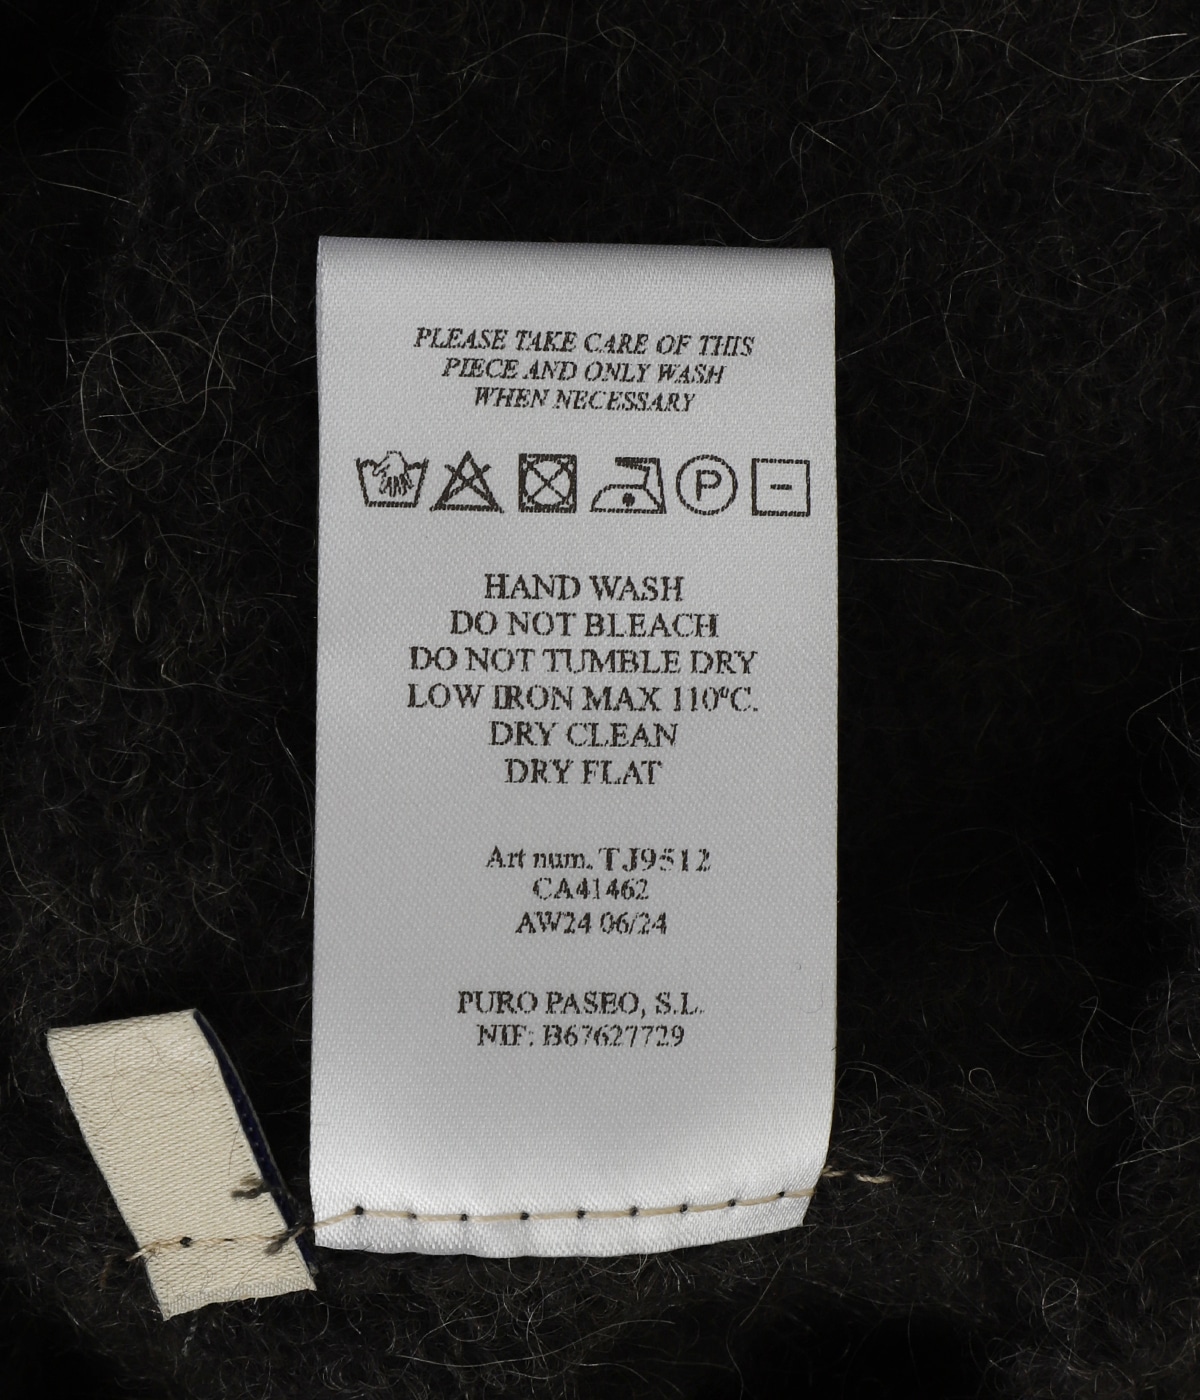 PLEASE TAKE CARE OF THIS
PIECE AND ONLY WASH
WHEN NECESSARY
P
HAND WASH
DO NOT BLEACH
DO NOT TUMBLE DRY
LOW IRON MAX 110ºC.
DRY CLEAN
DRY FLAT
Art num. TJ9512
CA41462
AW24 06/24
PURO PASEO, S.L.
NIF: B67627729